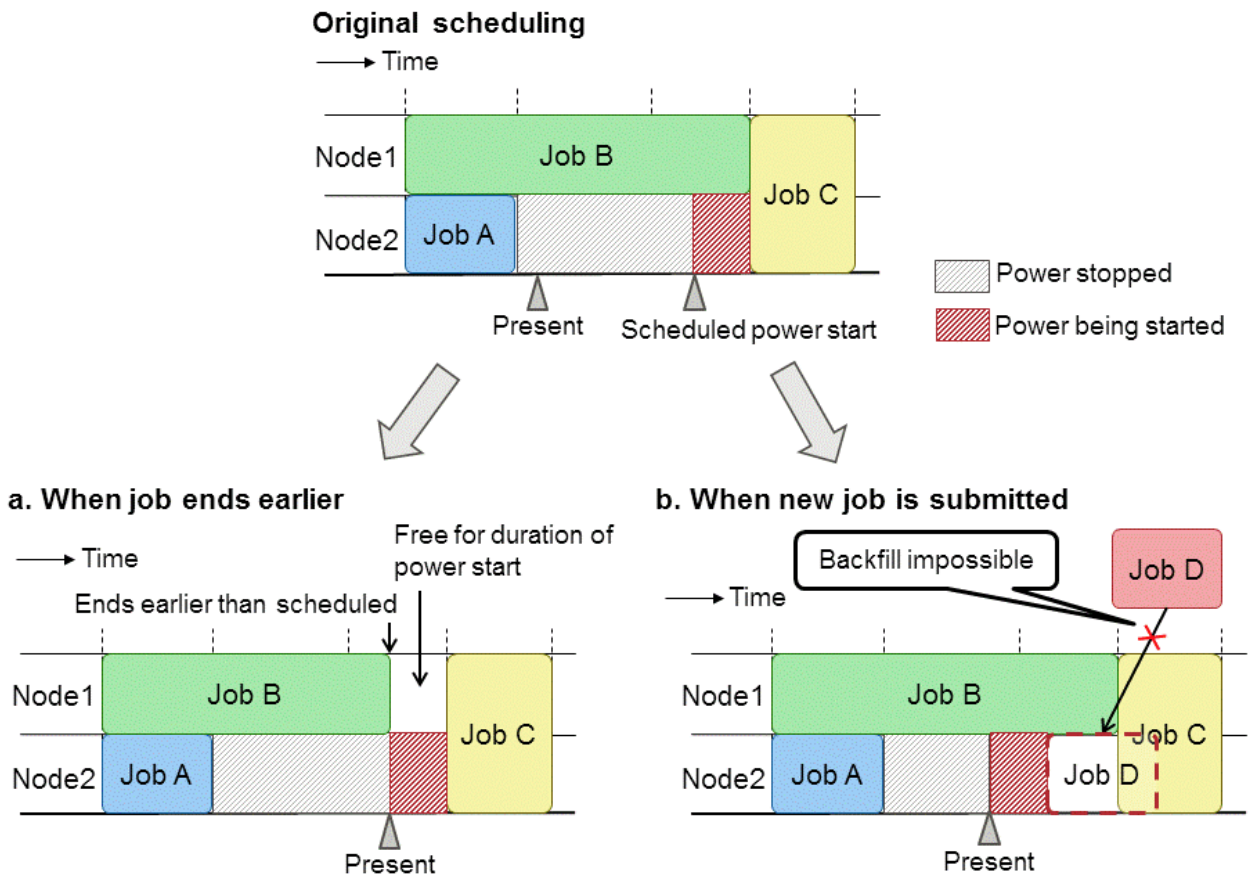 Original scheduling
Time
Node1
Job B
Job C
Node2
Job A
Power stopped
Present
Scheduled power start
Power being started
a. When job ends earlier
Free for duration of
power start
Time
Ends earlier than scheduled
Node1
Job B
Job C
Node2
Job A
Present
b. When new job is submitted
Backfill impossible
Job D
Time
Node1
Job B
Job C
Node2
Job A
Job D
Present